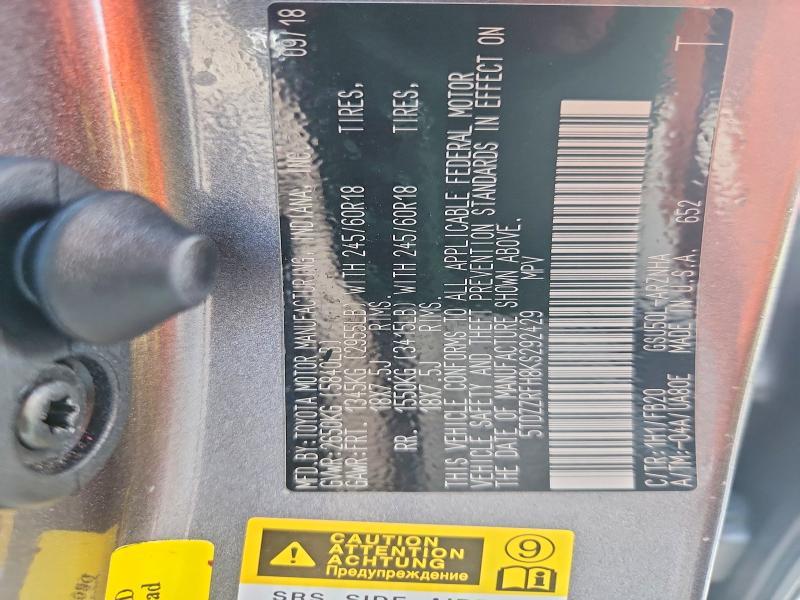 MFD. BY: TOYOTA MOTOR MANUFACTURING, INDIANA, INC. 09/18
GVWR: 2650KG (5840LB)
GAWR: FRT. 1345KG (2965LB) WITH 245/60R18 TIRES,
18X7.5J RIMS.
RR. 1550KG (3415LB) WITH 245/60R18 TIRES,
18X7.5J RIMS.
THIS VEHICLE CONFORMS TO ALL APPLICABLE FEDERAL MOTOR
VEHICLE SAFETY AND THEFT PREVENTION STANDARDS IN EFFECT ON
THE DATE OF MANUFACTURE SHOWN ABOVE.
5TDZZRFH8KS292429 MPV
C/TR: 1H1/FB20 GSU50L-ARZNHA
A/TM:-04A/UA80E MADE IN U.S.A. 652 T
CAUTION
ATTENTION
ACHTUNG
Предупреждение
9
SRS SIDE